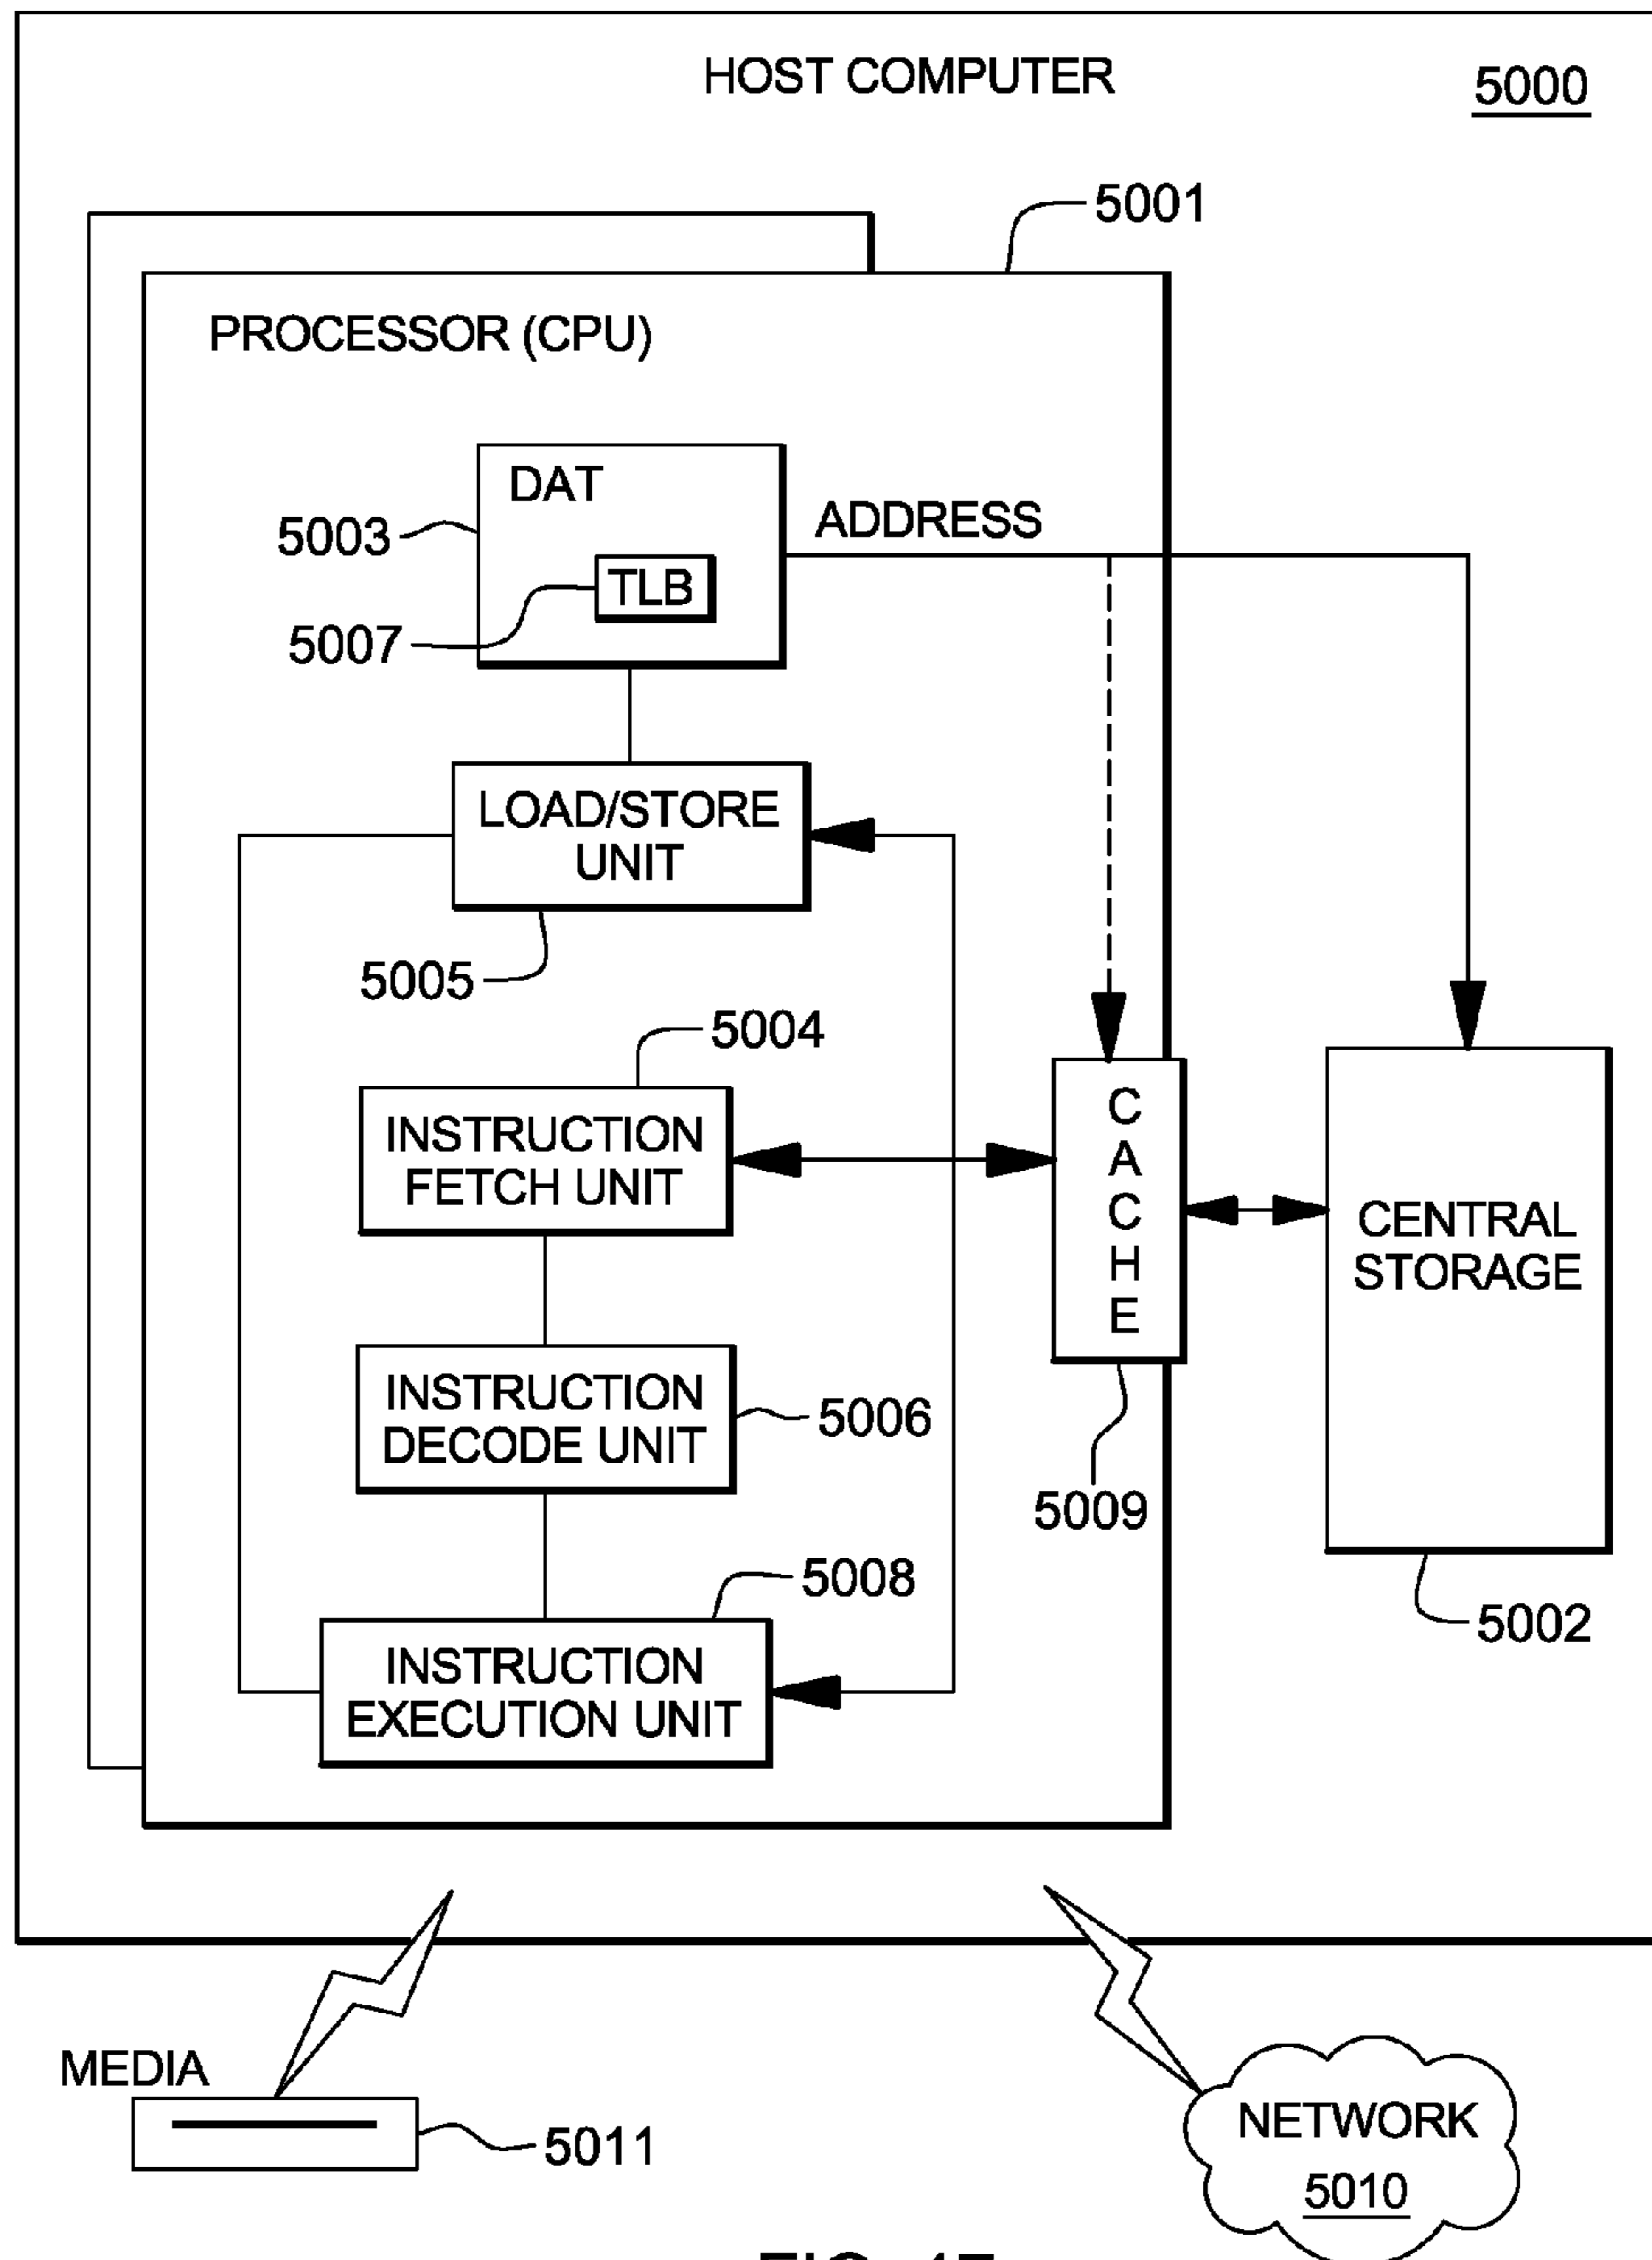 HOST COMPUTER
5000
5001
PROCESSOR (CPU)
DAT
ADDRESS
5003
TLB
5007
LOAD/STORE
UNIT
5005
5004
INSTRUCTION
FETCH UNIT
CACHE
CENTRAL
STORAGE
INSTRUCTION
DECODE UNIT
5006
5009
5008
INSTRUCTION
EXECUTION UNIT
5002
MEDIA
5011
NETWORK
5010